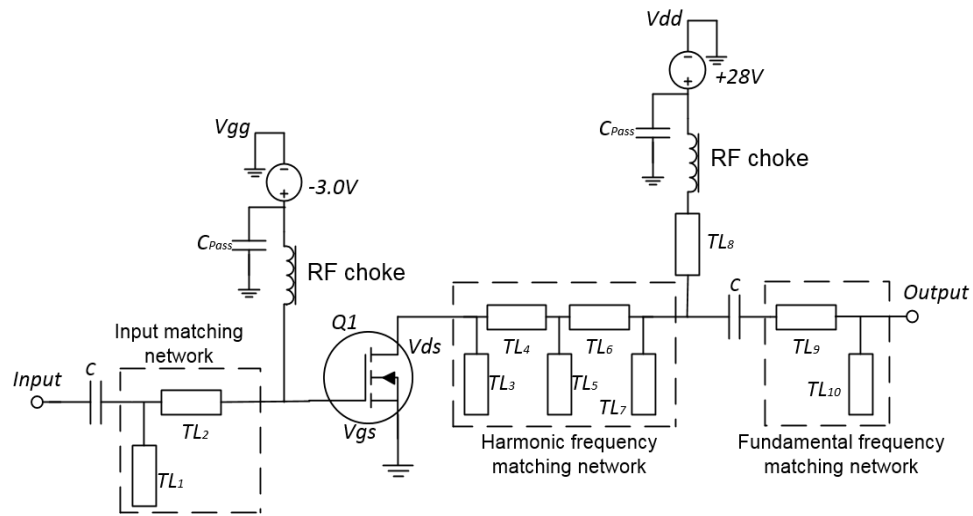 Vdd
+28V
CPass
RF choke
Vgg
-3.0V
CPass
RF choke
TL8
Input matching
network
Q1
Vds
Vgs
Input
C
TL2
TL1
TL4
TL6
TL3
TL5
TL7
Harmonic frequency
matching network
C
TL9
TL10
Output
Fundamental frequency
matching network